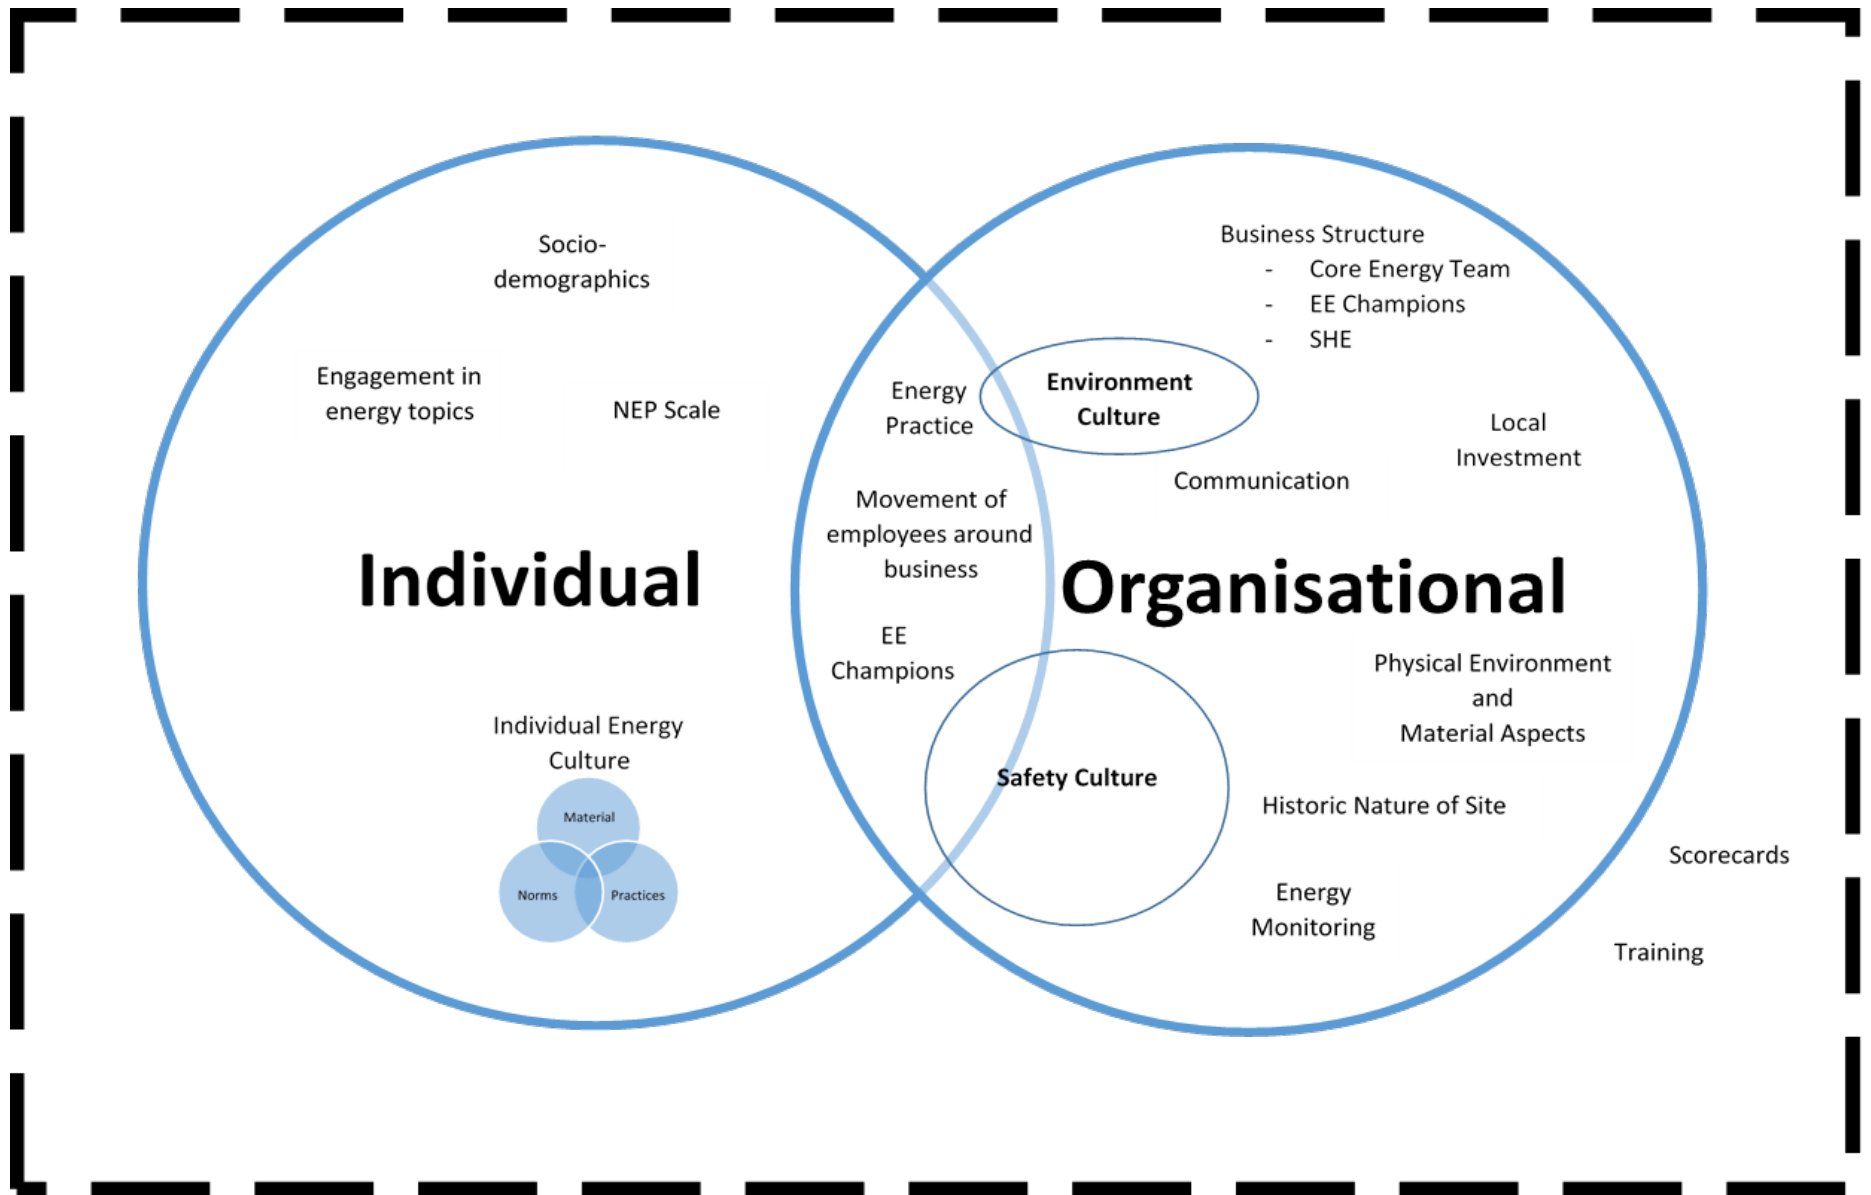 Socio-
demographics
Engagement in
energy topics
NEP Scale
Individual
Individual Energy
Culture
Material
Norms
Practices
Energy
Practice
Movement of
employees around
business
EE
Champions
Environment
Culture
Safety Culture
Business Structure
- Core Energy Team
- EE Champions
- SHE
Local
Investment
Communication
Organisational
Physical Environment
and
Material Aspects
Historic Nature of Site
Energy
Monitoring
Scorecards
Training